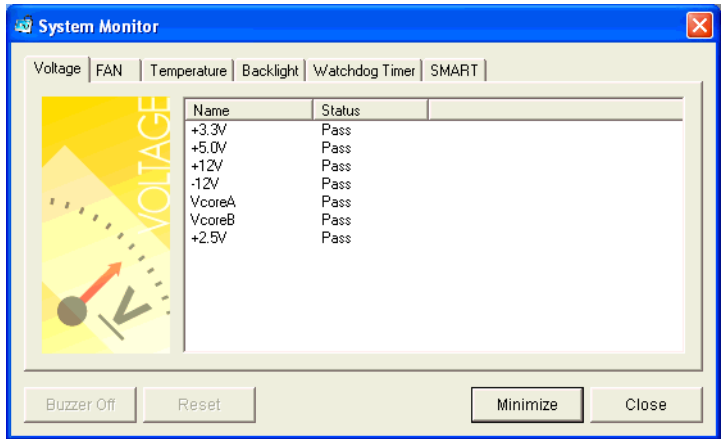 System Monitor
Voltage FAN Temperature Backlight Watchdog Timer SMART
VOLTAGE
Name Status
+3.3V Pass
+5.0V Pass
+12V Pass
-12V Pass
VcoreA Pass
VcoreB Pass
+2.5V Pass
V
Buzzer Off Reset Minimize Close